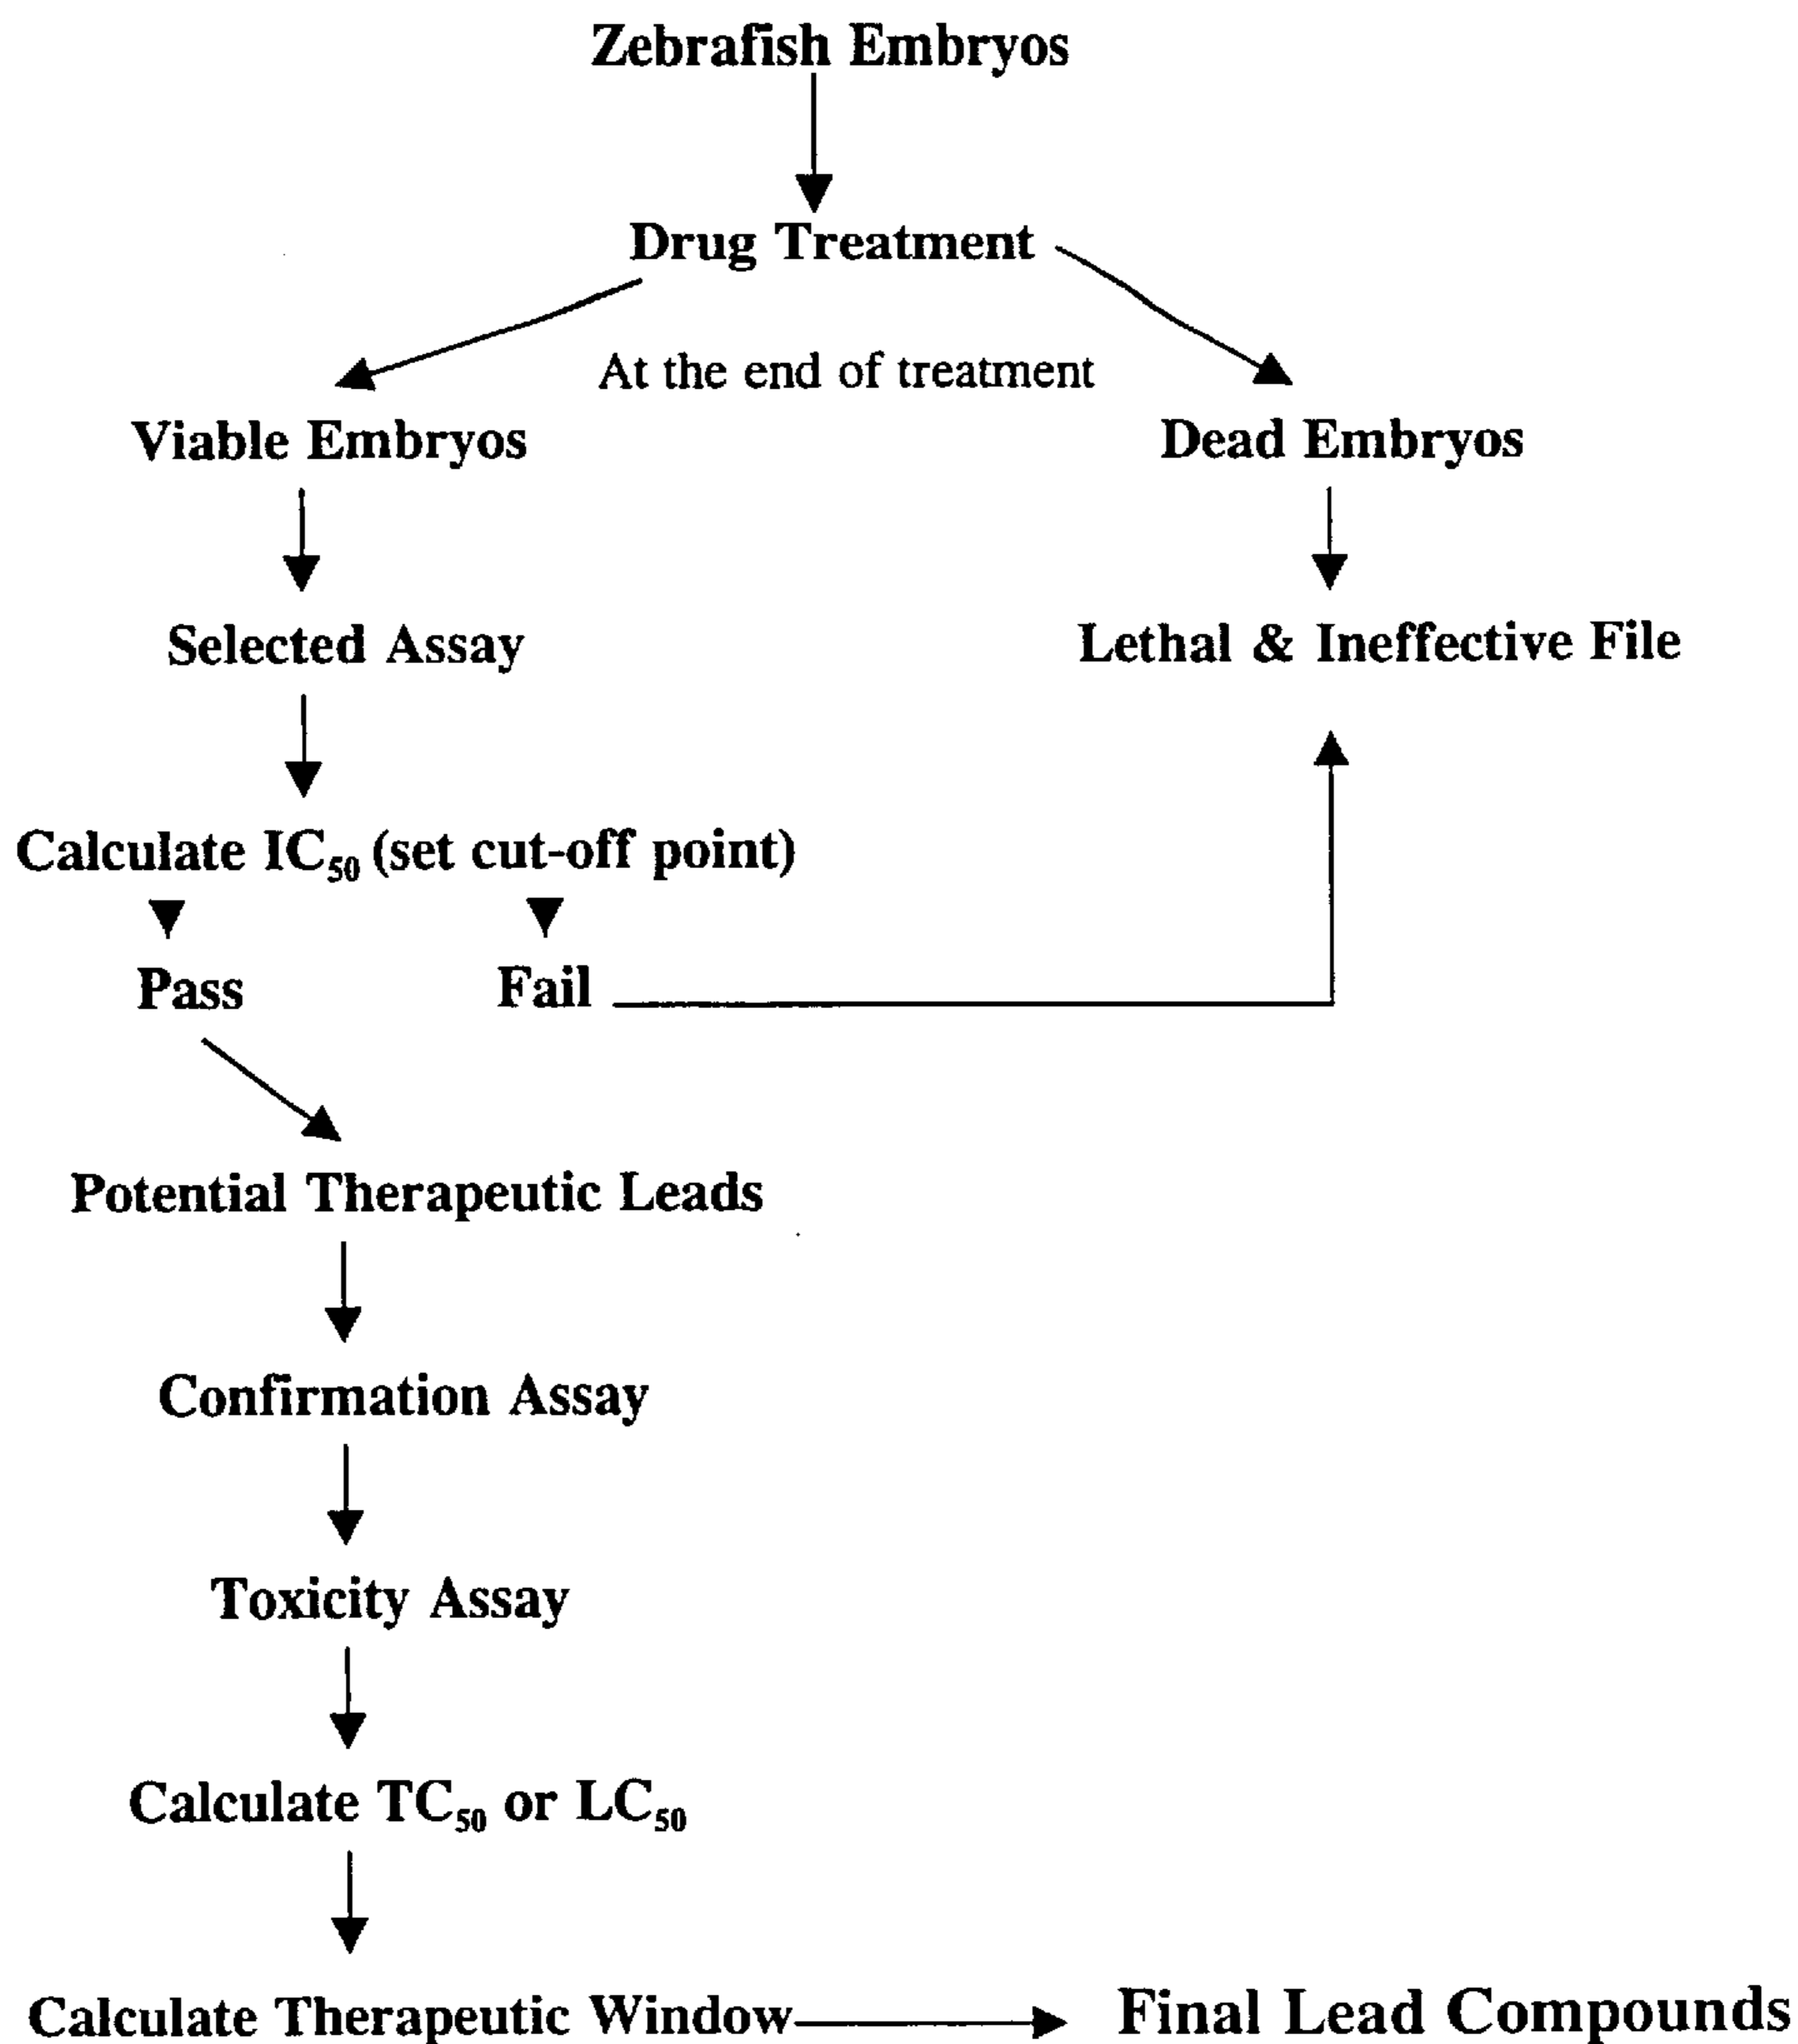 Zebrafish Embryos
Drug Treatment
At the end of treatment
Viable Embryos
Dead Embryos
Selected Assay
Lethal & Ineffective File
Calculate IC50 (set cut-off point)
Pass
Fail
Potential Therapeutic Leads
Confirmation Assay
Toxicity Assay
Calculate TC50 or LC50
Calculate Therapeutic Window
Final Lead Compounds